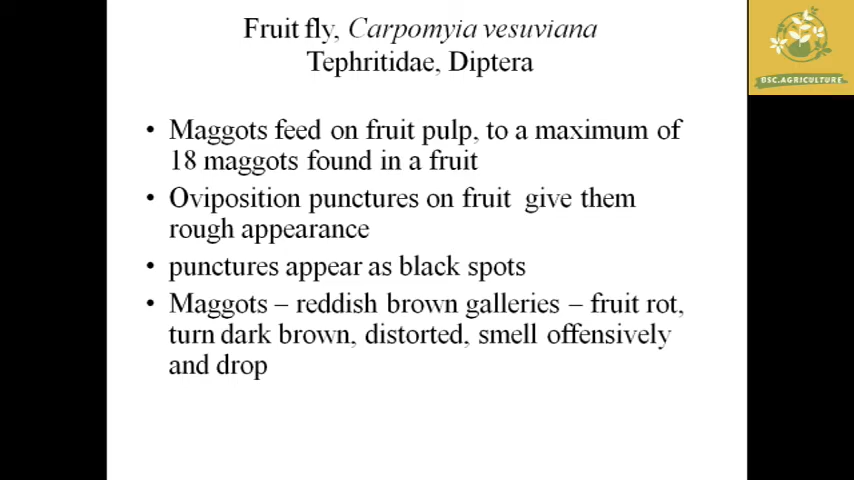 Fruit fly, Carpomyia vesuviana
Tephritidae, Diptera
• Maggots feed on fruit pulp, to a maximum of
18 maggots found in a fruit
• Oviposition punctures on fruit give them
rough appearance
• punctures appear as black spots
• Maggots – reddish brown galleries – fruit rot,
turn dark brown, distorted, smell offensively
and drop
BSC.AGRICULTURE